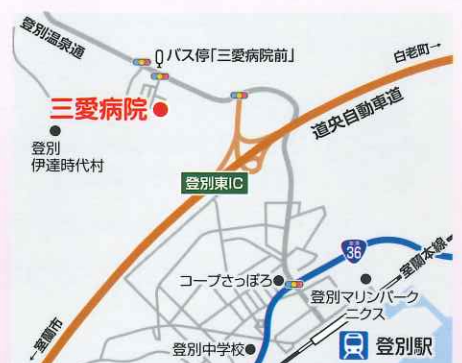 登別温泉通
バス停「三愛病院前」
白老町→
三愛病院
道央自動車道
登別
伊達時代村
登別東IC
国道
36
室蘭本線
コープさっぽろ
登別マリンパーク
ニクス
←室蘭市
登別中学校
登別駅